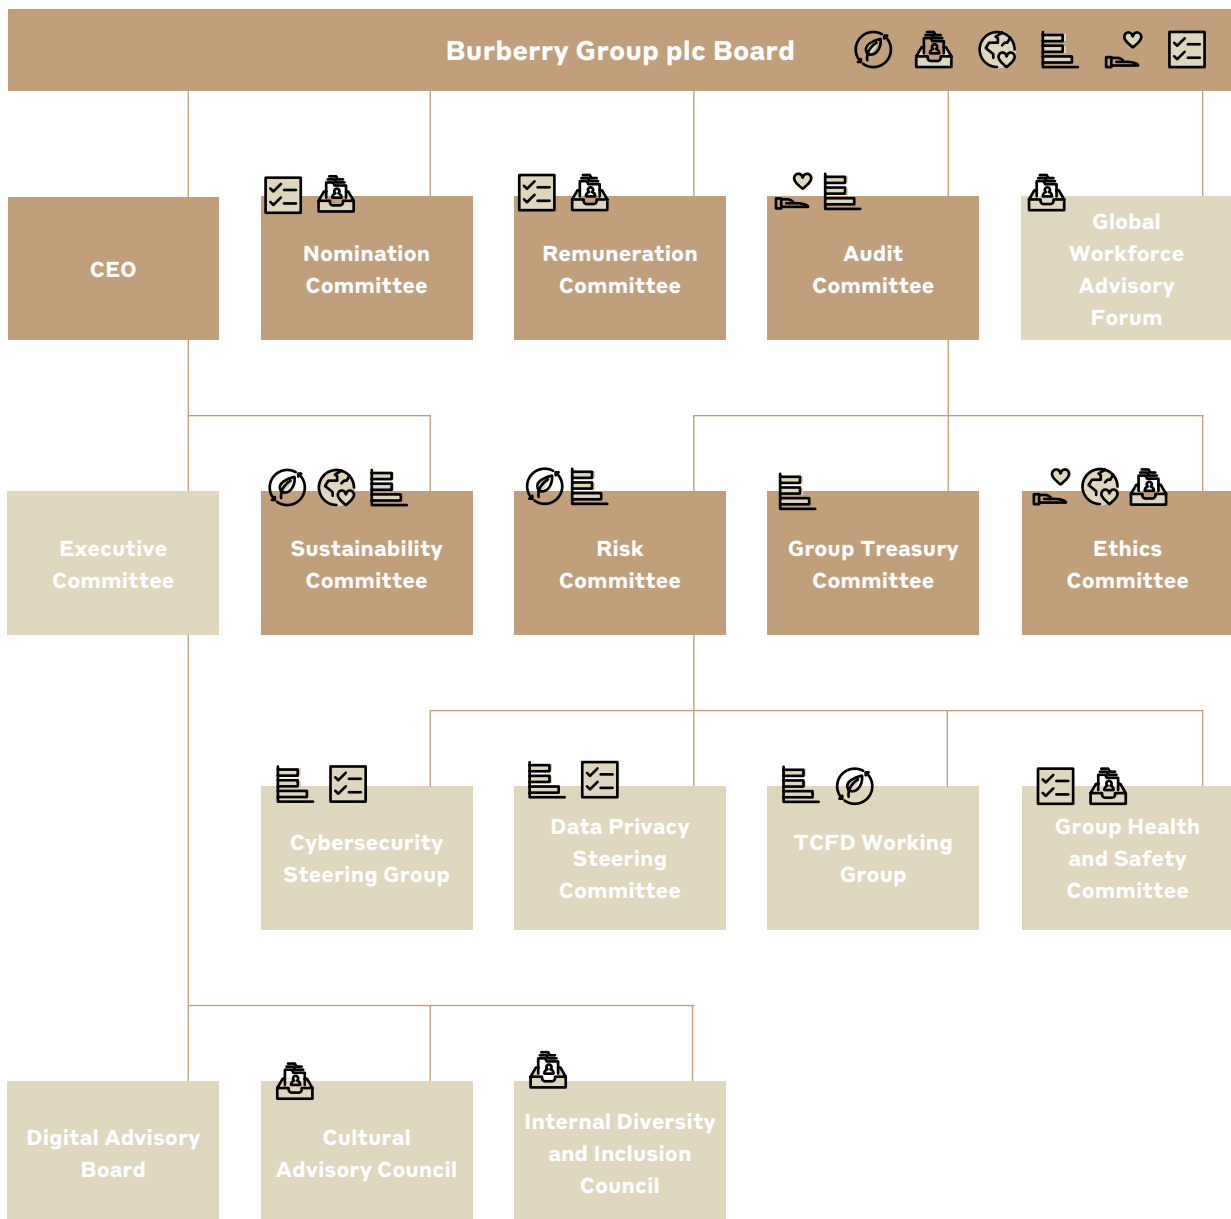 Burberry Group plc Board
CEO
Nomination
Committee
Remuneration
Committee
Audit
Committee
Global
Workforce
Advisory
Forum
Executive
Committee
Sustainability
Committee
Risk
Committee
Group Treasury
Committee
Ethics
Committee
Cybersecurity
Steering Group
Data Privacy
Steering
Committee
TCFD Working
Group
Group Health
and Safety
Committee
Digital Advisory
Board
Cultural
Advisory Council
Internal Diversity
and Inclusion
Council